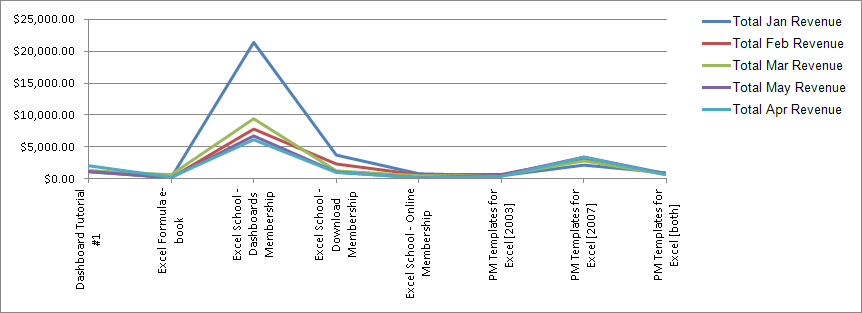 $25,000.00
$20,000.00
$15,000.00
$10,000.00
$5,000.00
$0.00
Total Jan Revenue
Total Feb Revenue
Total Mar Revenue
Total May Revenue
Total Apr Revenue
Dashboard Tutorial
#1
Excel Formula e-
book
Excel School -
Dashboards
Membership
Excel School -
Download
Membership
Excel School - Online
Membership
PM Templates for
Excel [2003]
PM Templates for
Excel [2007]
PM Templates for
Excel [both]